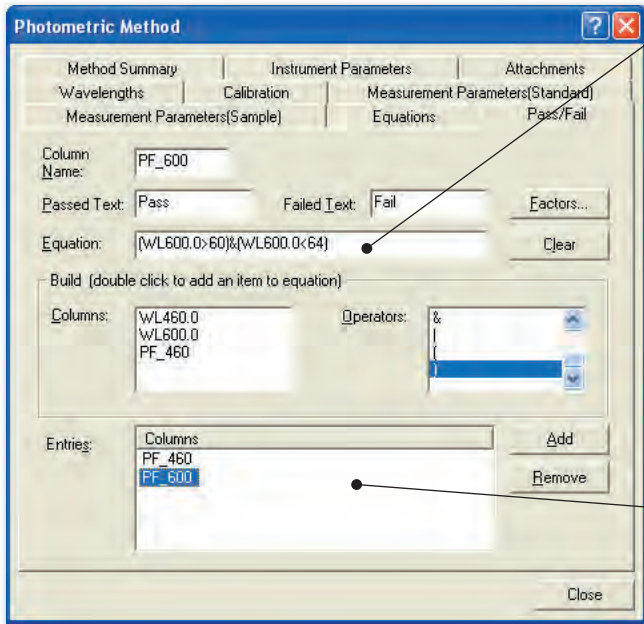 Photometric Method
Method Summary Instrument Parameters Attachments
Wavelengths Calibration Measurement Parameters(Standard)
Measurement Parameters(Sample) Equations Pass/Fail
Column Name: PF_600
Passed Text: Pass Failed Text: Fail Factors...
Equation: (WL600.0>60)&(WL600.0<64) Clear
Build (double click to add an item to equation)
Columns: WL460.0 Operators: &
WL600.0 |
PF_460 (
)
Entries: Columns Add
PF_460
PF_600 Remove
Close